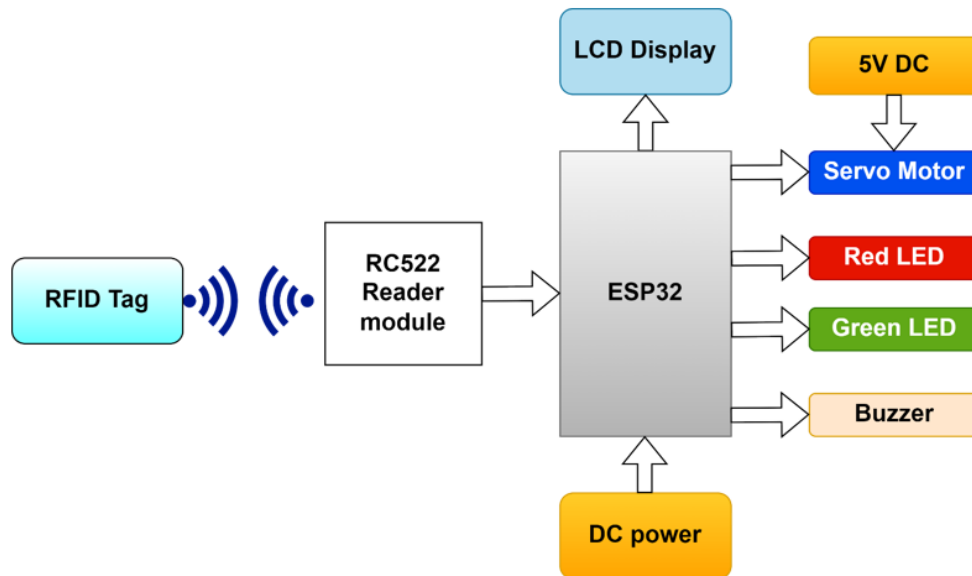 LCD Display
5V DC
Servo Motor
RFID Tag
RC522
Reader
module
ESP32
Red LED
Green LED
Buzzer
DC power